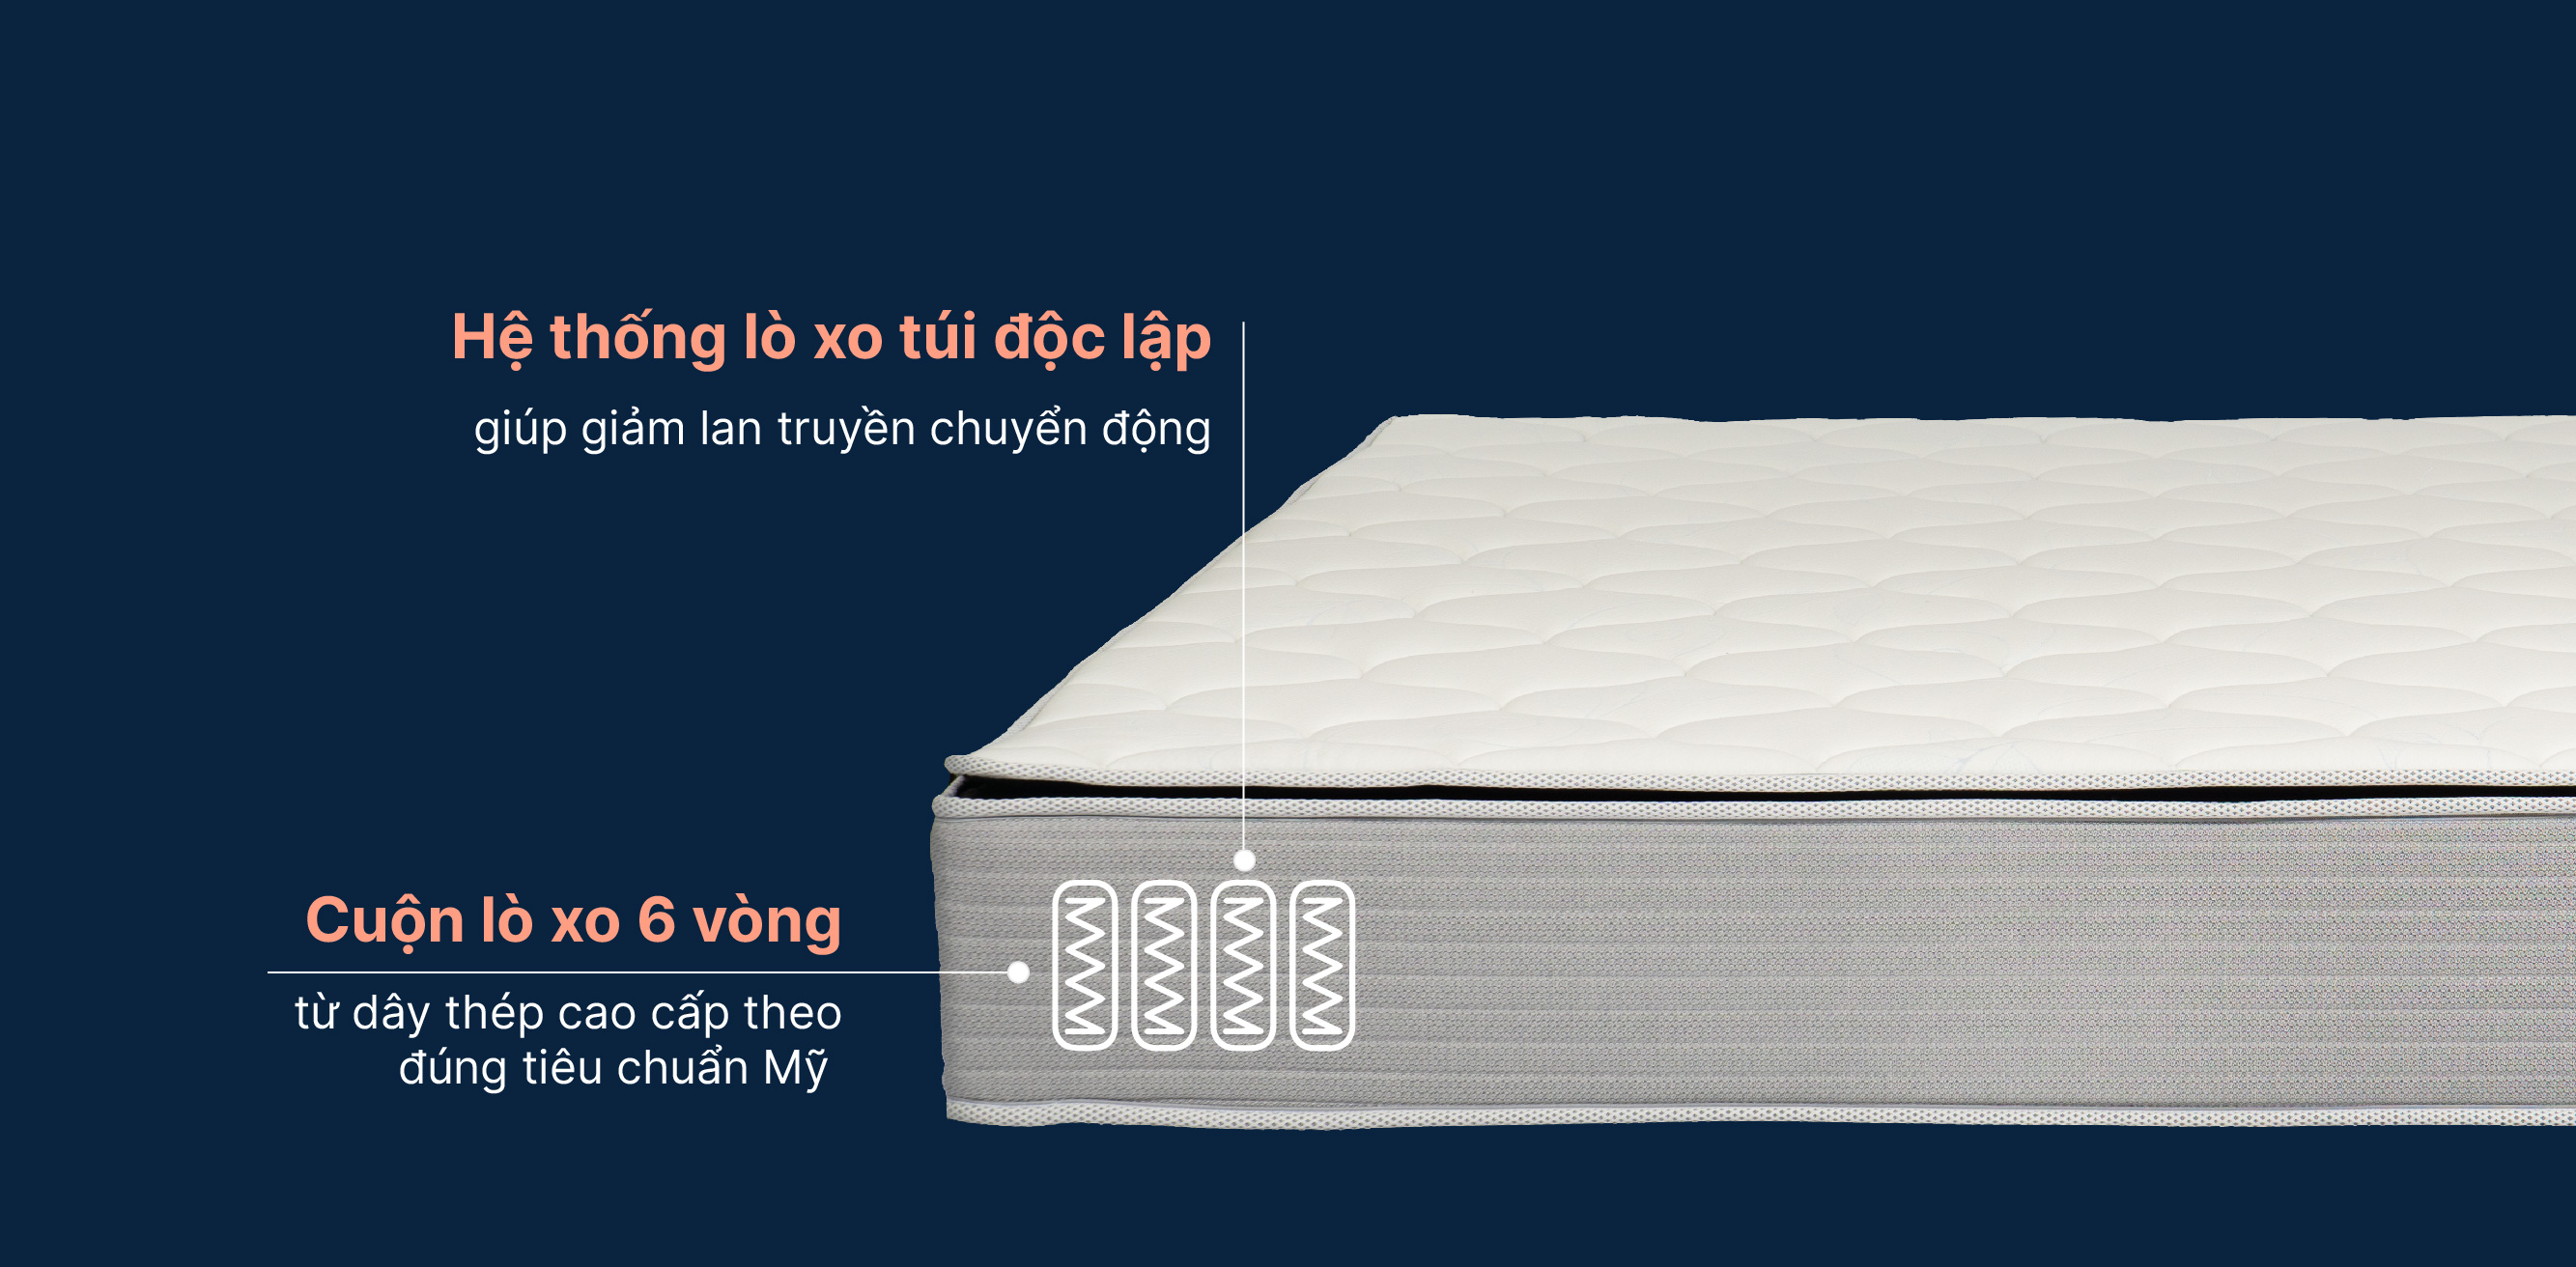 Hệ thống lò xo túi độc lập
giúp giảm lan truyền chuyển động
Cuộn lò xo 6 vòng
từ dây thép cao cấp theo
đúng tiêu chuẩn Mỹ